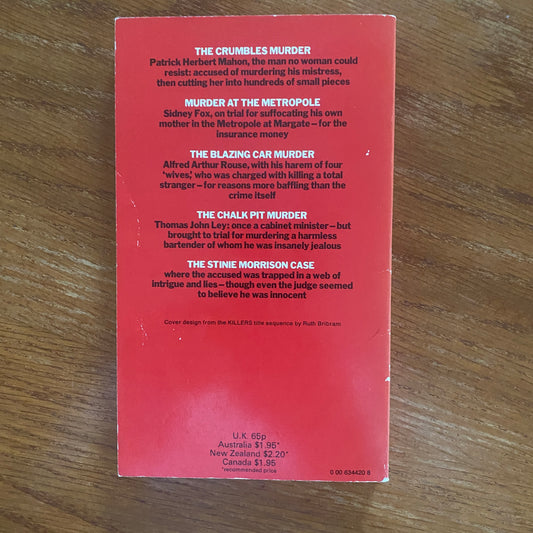 THE CRUMBLES MURDER
Patrick Herbert Mahon, the man no woman could
resist: accused of murdering his mistress,
then cutting her into hundreds of small pieces
MURDER AT THE METROPOLE
Sidney Fox, on trial for suffocating his own
mother in the Metropole at Margate–for the
insurance money
THE BLAZING CAR MURDER
Alfred Arthur Rouse, with his harem of four
‘wives,’ who was charged with killing a total
stranger–for reasons more baffling than the
crime itself
THE CHALK PIT MURDER
Thomas John Ley: once a cabinet minister–but
brought to trial for murdering a harmless
bartender of whom he was insanely jealous
THE STINIE MORRISON CASE
where the accused was trapped in a web of
intrigue and lies–though even the judge seemed
to believe he was innocent
Cover design from the KILLERS title sequence by Ruth Bribram
U.K. 65p
Australia $1.95*
New Zealand $2.20*
Canada $1.95
*recommended price
0 00 634420 8